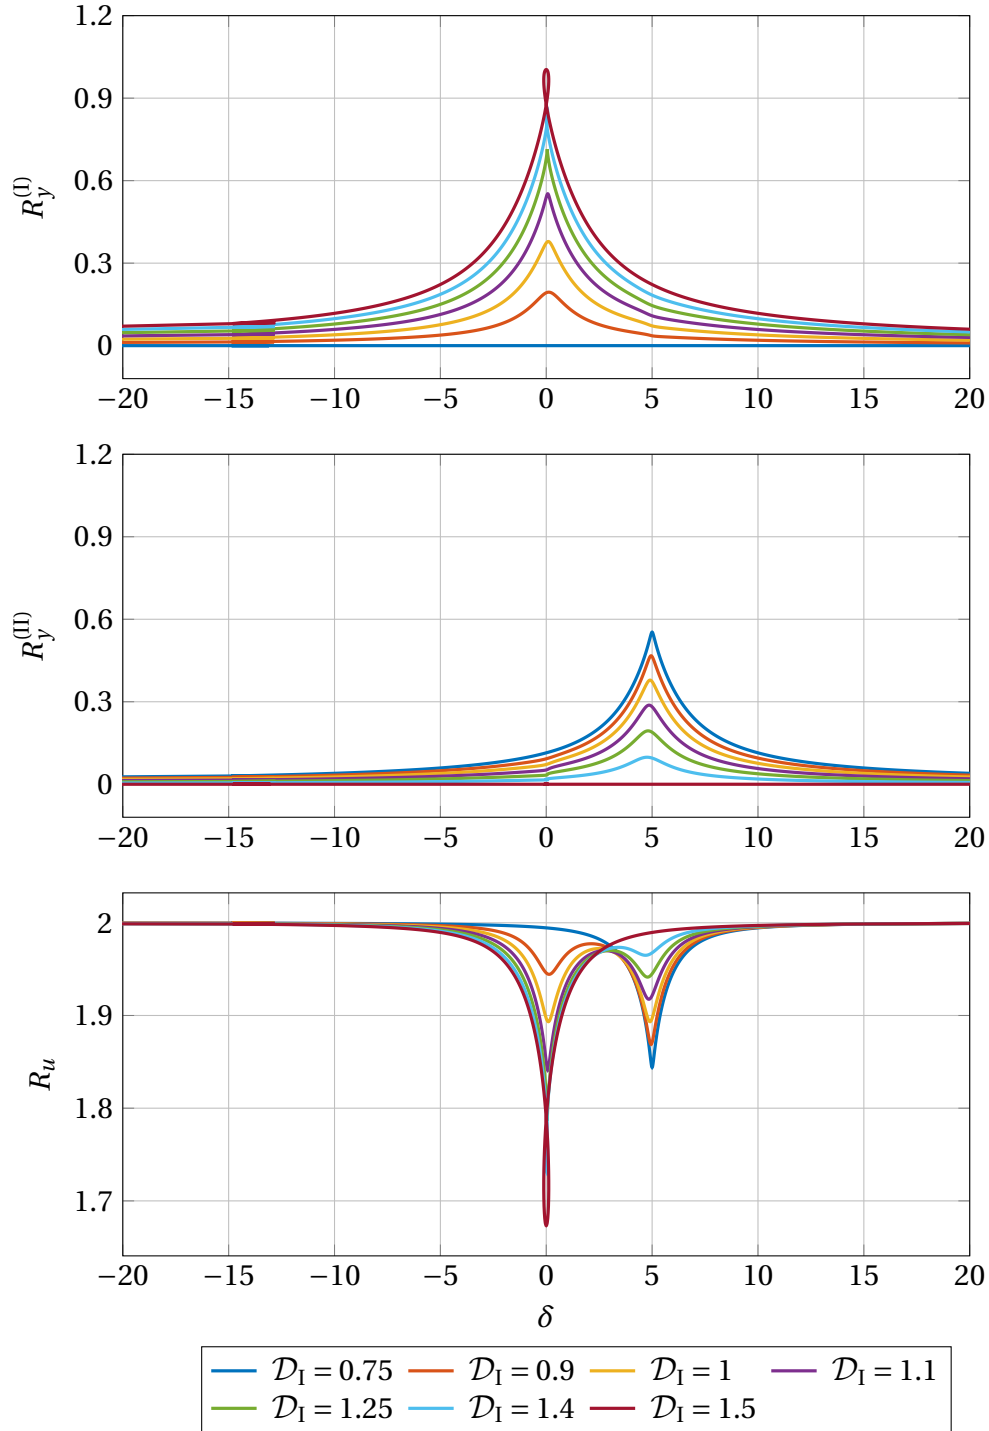 1.2
0.9
0.6
0.3
0
R_y^(I)
−20 −15 −10 −5 0 5 10 15 20
1.2
0.9
0.6
0.3
0
R_y^(II)
−20 −15 −10 −5 0 5 10 15 20
2
1.9
1.8
1.7
R_u
−20 −15 −10 −5 0 5 10 15 20
δ
𝒟_I = 0.75 𝒟_I = 0.9 𝒟_I = 1 𝒟_I = 1.1
𝒟_I = 1.25 𝒟_I = 1.4 𝒟_I = 1.5